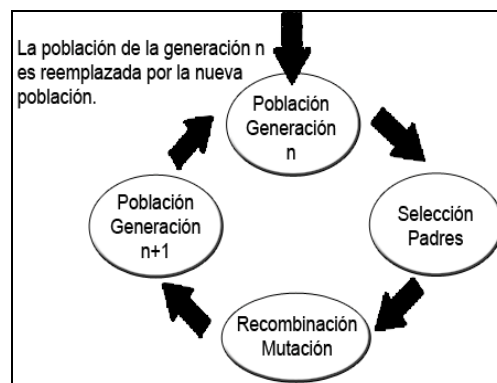 La población de la generación n
es reemplazada por la nueva
población.
Población
Generación
n
Selección
Padres
Recombinación
Mutación
Población
Generación
n+1